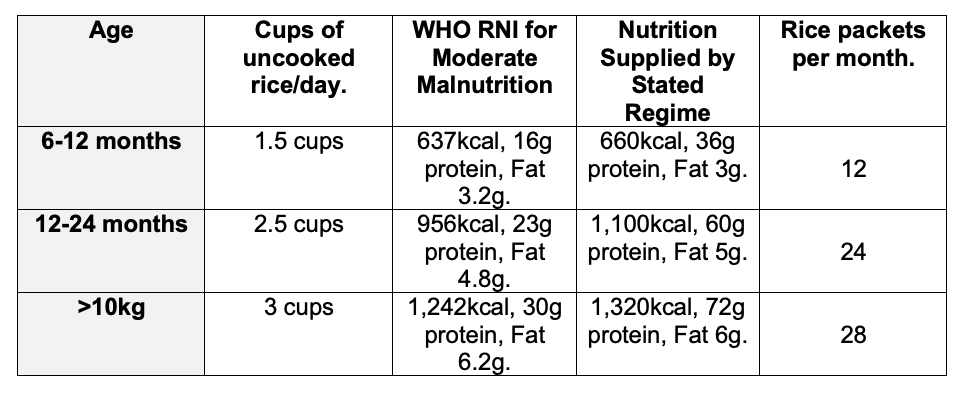 Age
Cups of
uncooked
rice/day.
WHO RNI for
Moderate
Malnutrition
Nutrition
Supplied by
Stated
Regime
Rice packets
per month.
6-12 months
1.5 cups
637kcal, 16g
protein, Fat
3.2g.
660kcal, 36g
protein, Fat 3g.
12
12-24 months
2.5 cups
956kcal, 23g
protein, Fat
4.8g.
1,100kcal, 60g
protein, Fat 5g.
24
>10kg
3 cups
1,242kcal, 30g
protein, Fat
6.2g.
1,320kcal, 72g
protein, Fat 6g.
28